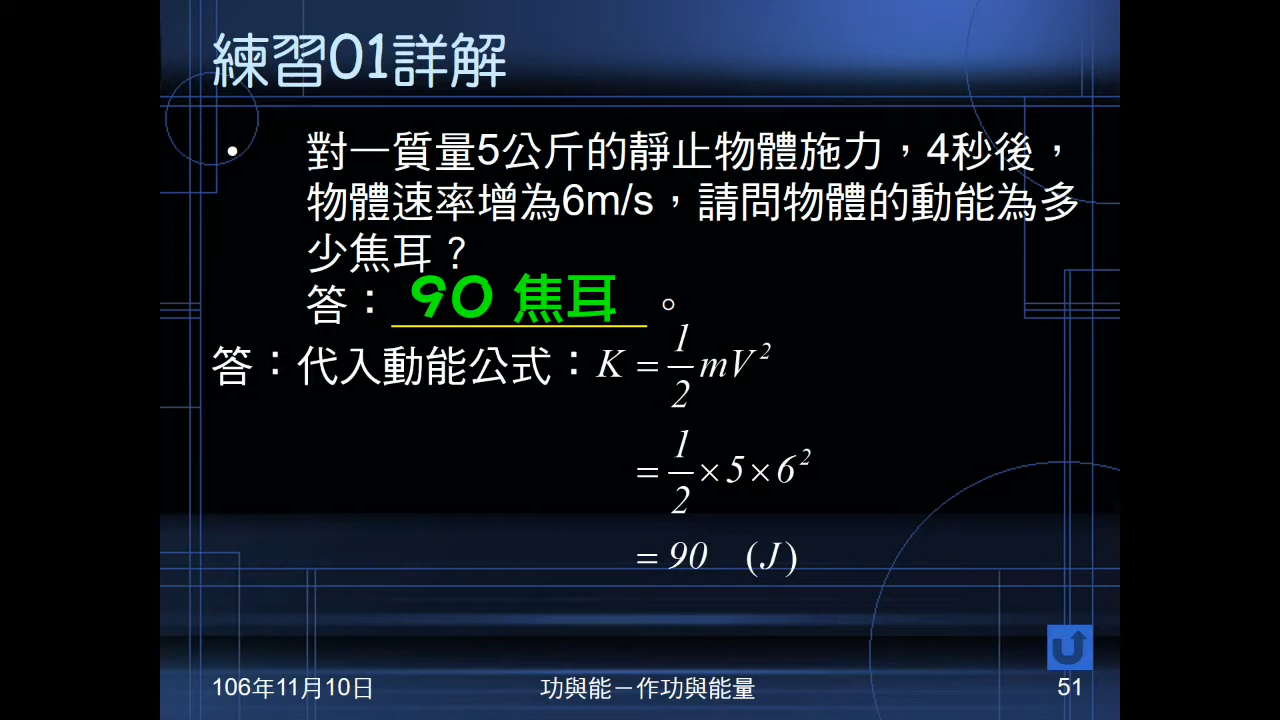 練習01詳解
• 對一質量5公斤的靜止物體施力，4秒後，
物體速率增為6m/s，請問物體的動能為多
少焦耳？
答：90 焦耳。
答：代入動能公式：K = 1/2 mV²
= 1/2 × 5 × 6²
= 90 (J)
106年11月10日
功與能－作功與能量
51